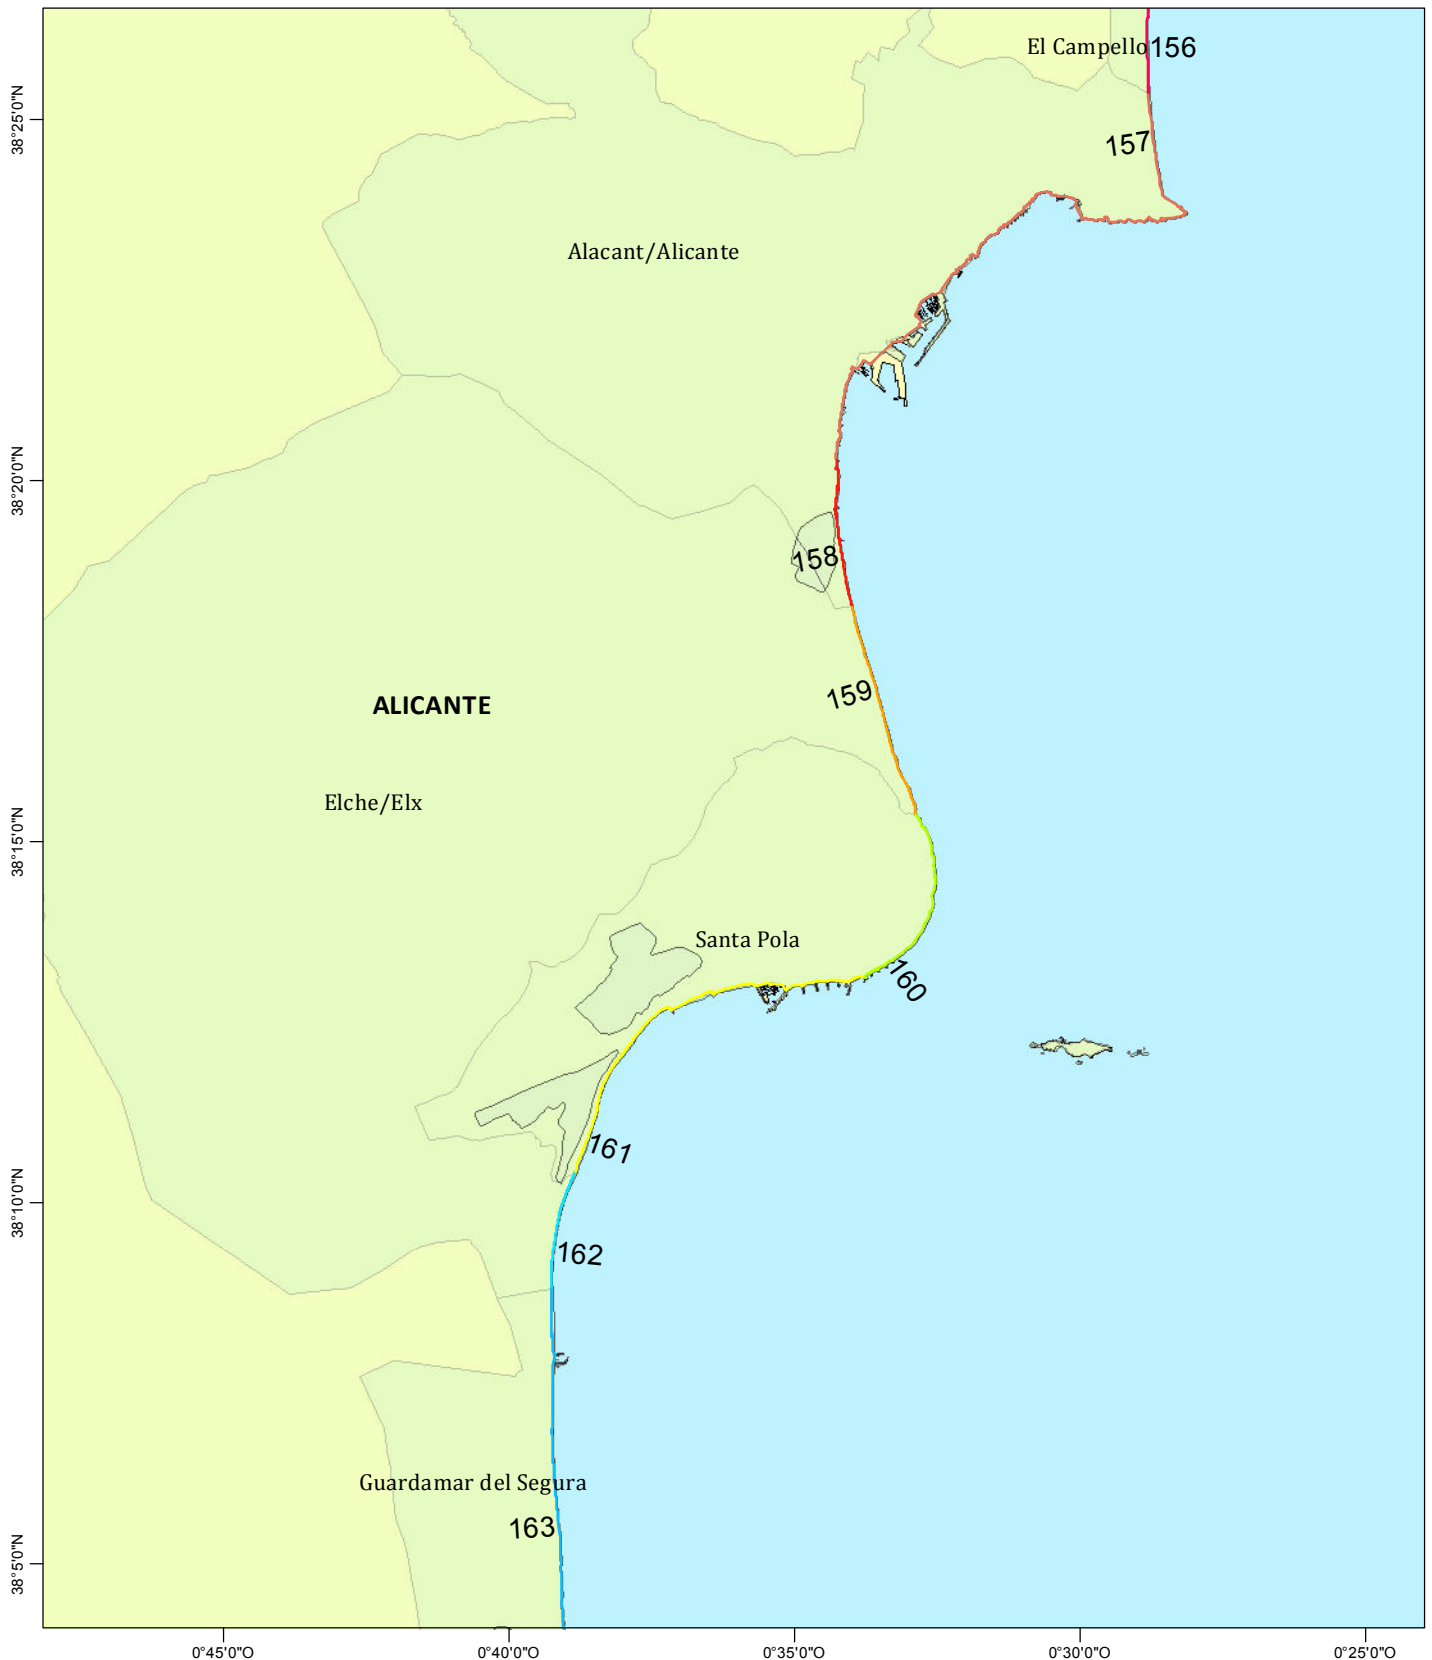 El Campello 156
38°25'0"N
157
Alacant/Alicante
38°20'0"N
158
159
ALICANTE
Elche/Elx
38°15'0"N
Santa Pola
160
161
38°10'0"N
162
Guardamar del Segura
163
38°5'0"N
0°45'0"O 0°40'0"O 0°35'0"O 0°30'0"O 0°25'0"O